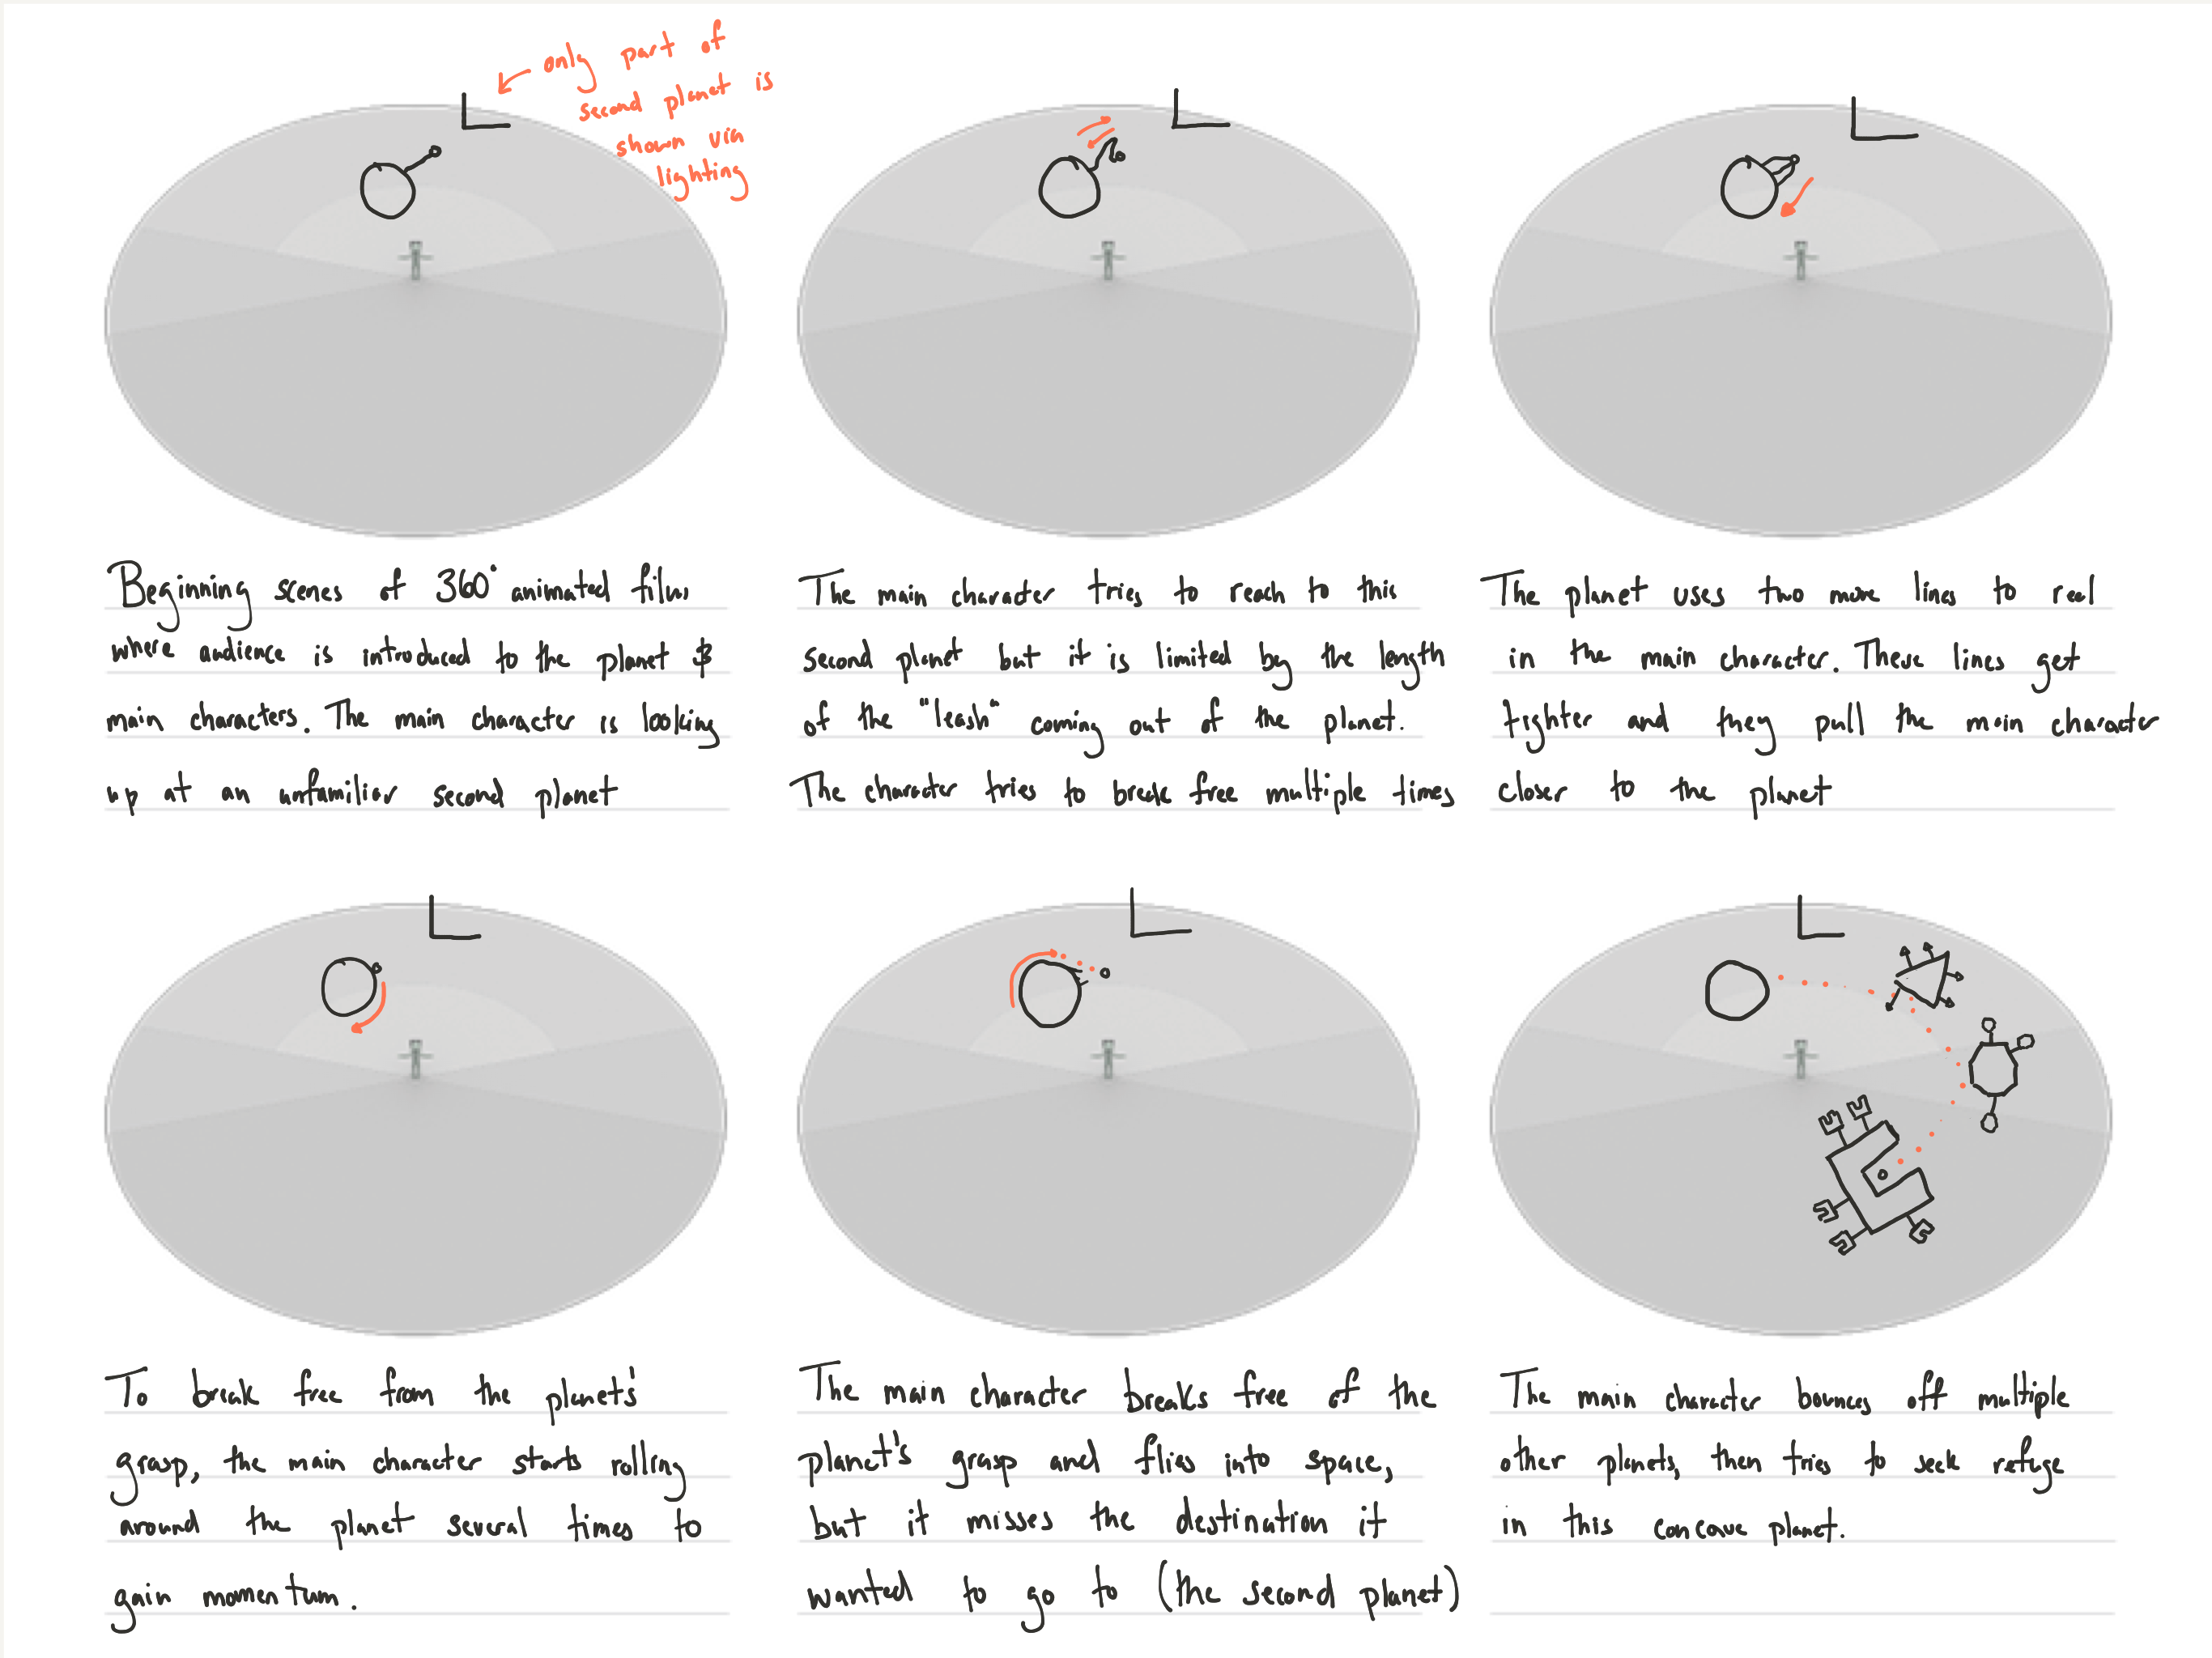 only part of
second planet is
shown via
lighting
Beginning scenes of 360° animated film
where audience is introduced to the planet &
main characters. The main character is looking
up at an unfamiliar second planet
The main character tries to reach to this
second planet but it is limited by the length
of the "leash" coming out of the planet.
The character tries to break free multiple times
The planet uses two more lines to reel
in the main character. These lines get
tighter and they pull the main character
closer to the planet
To break free from the planets'
grasp, the main character starts rolling
around the planet several times to
gain momentum.
The main character breaks free of the
planet's grasp and flies into space,
but it misses the destination it
wanted to go to (the second planet)
The main character bounces off multiple
other planets, then tries to seek refuge
in this concave planet.